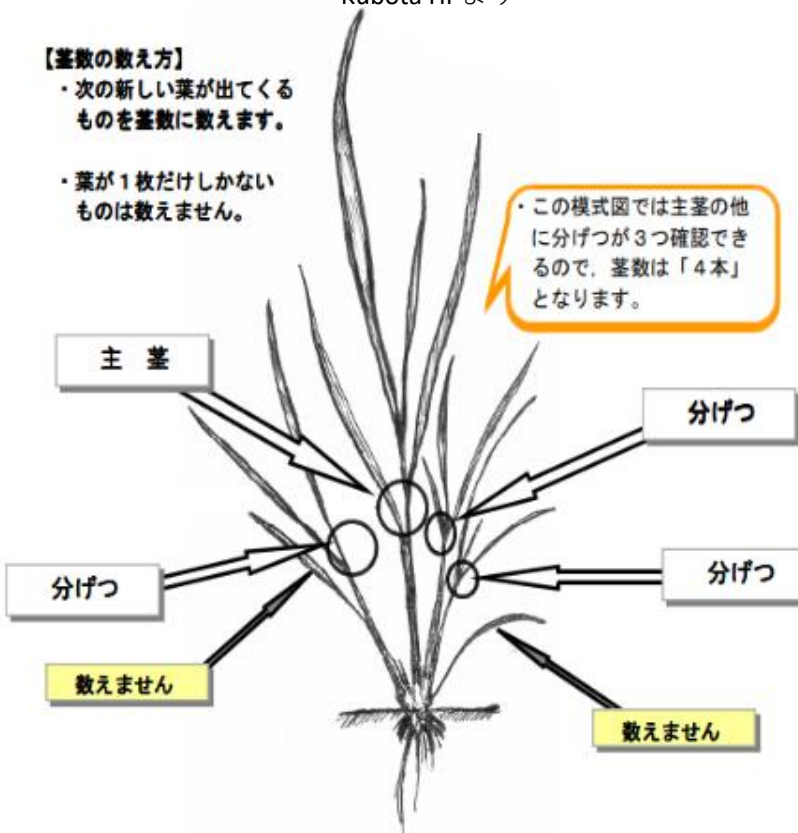 Kubota HPより
【茎数の数え方】
・次の新しい葉が出てくる
ものを茎数に数えます。
・葉が1枚だけしかない
ものは数えません。
・この模式図では主茎の他
に分げつが3つ確認でき
るので，茎数は「4本」
となります。
主　茎
分げつ
分げつ
分げつ
数えません
数えません